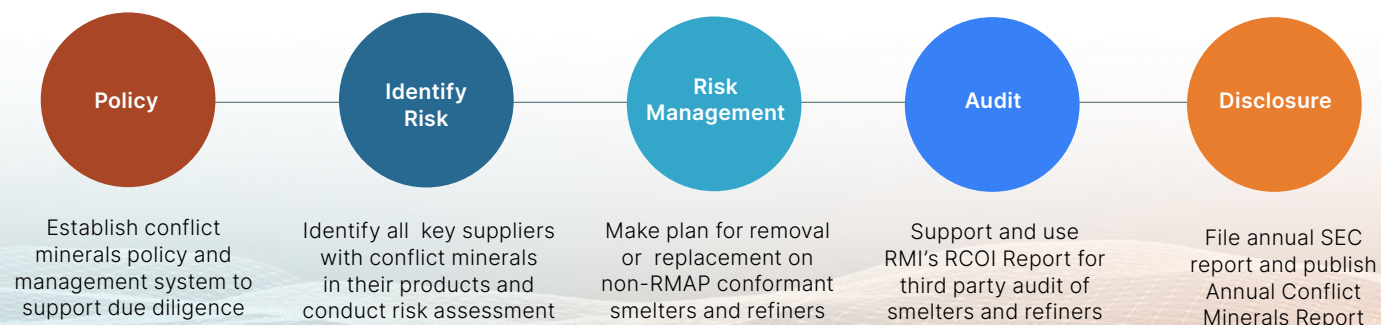 Policy
Establish conflict
minerals policy and
management system to
support due diligence
Identify
Risk
Identify all key suppliers
with conflict minerals
in their products and
conduct risk assessment
Risk
Management
Make plan for removal
or replacement on
non-RMAP conformant
smelters and refiners
Audit
Support and use
RMI's RCOI Report for
third party audit of
smelters and refiners
Disclosure
File annual SEC
report and publish
Annual Conflict
Minerals Report